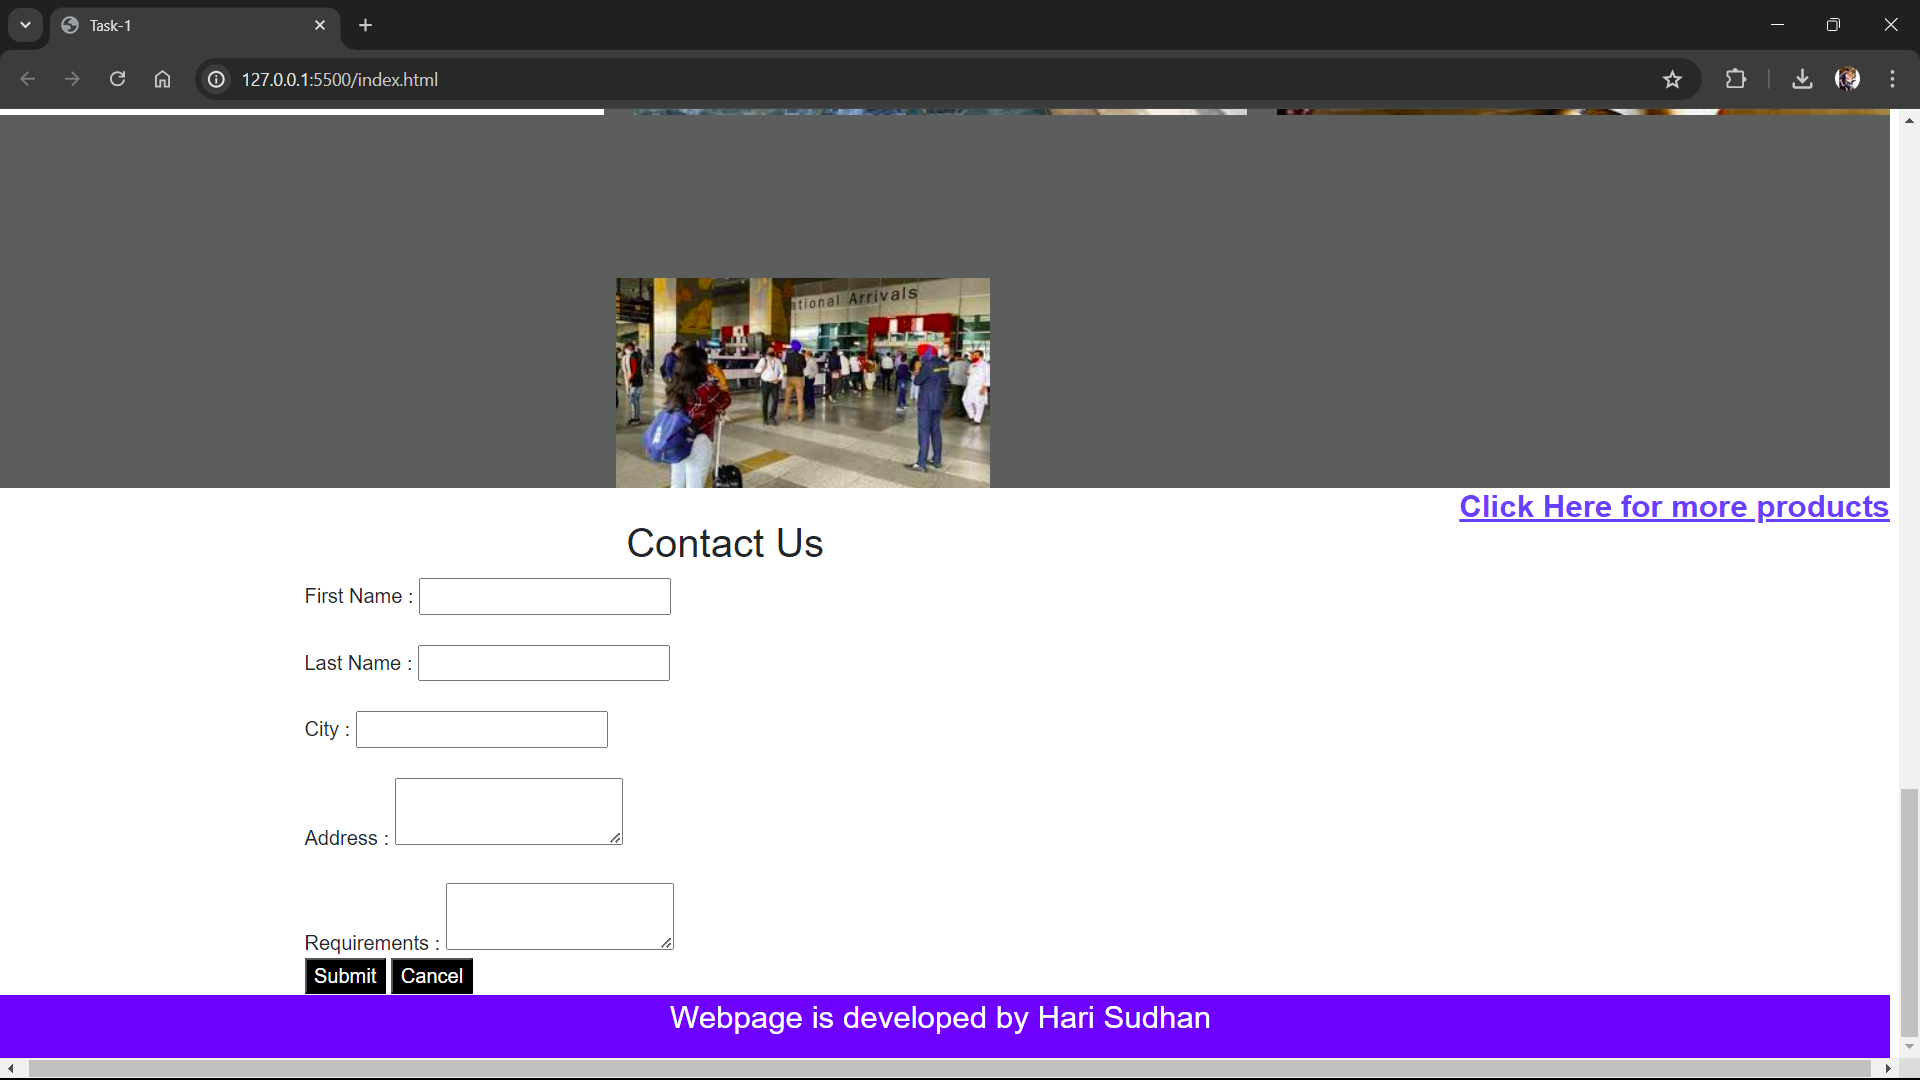 Task-1
127.0.0.1:5500/index.html
ational Arrivals
Click Here for more products
Contact Us
First Name :
Last Name :
City :
Address :
Requirements :
Submit Cancel
Webpage is developed by Hari Sudhan